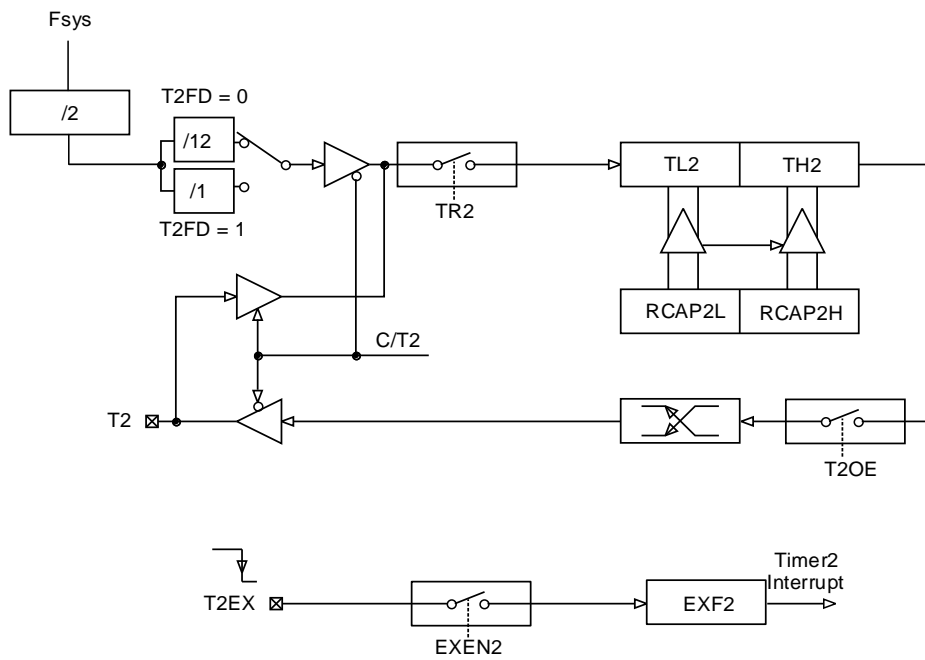 Fsys
/2
T2FD = 0
/12
/1
T2FD = 1
TR2
TL2
TH2
RCAP2L
RCAP2H
C/T2
T2
T2OE
T2EX
EXEN2
EXF2
Timer2
Interrupt